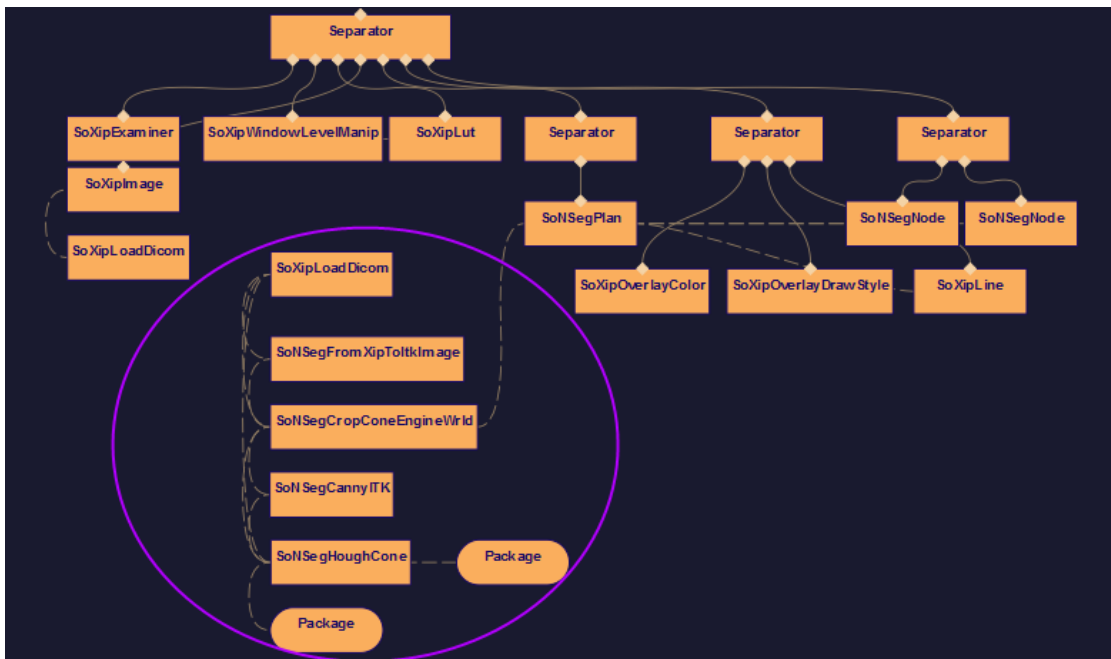 Separator
SoXipExaminer
SoXipWindowLevelManip
SoXipLut
Separator
Separator
Separator
SoXipImage
SoNSegPlan
SoNSegNode
SoNSegNode
SoXipLoadDicom
SoXipLoadDicom
SoXipOverlayColor
SoXipOverlayDrawStyle
SoXipLine
SoNSegFromXipToItkImage
SoNSegCropConeEngineWrld
SoNSegCannyITK
SoNSegHoughCone
Package
Package